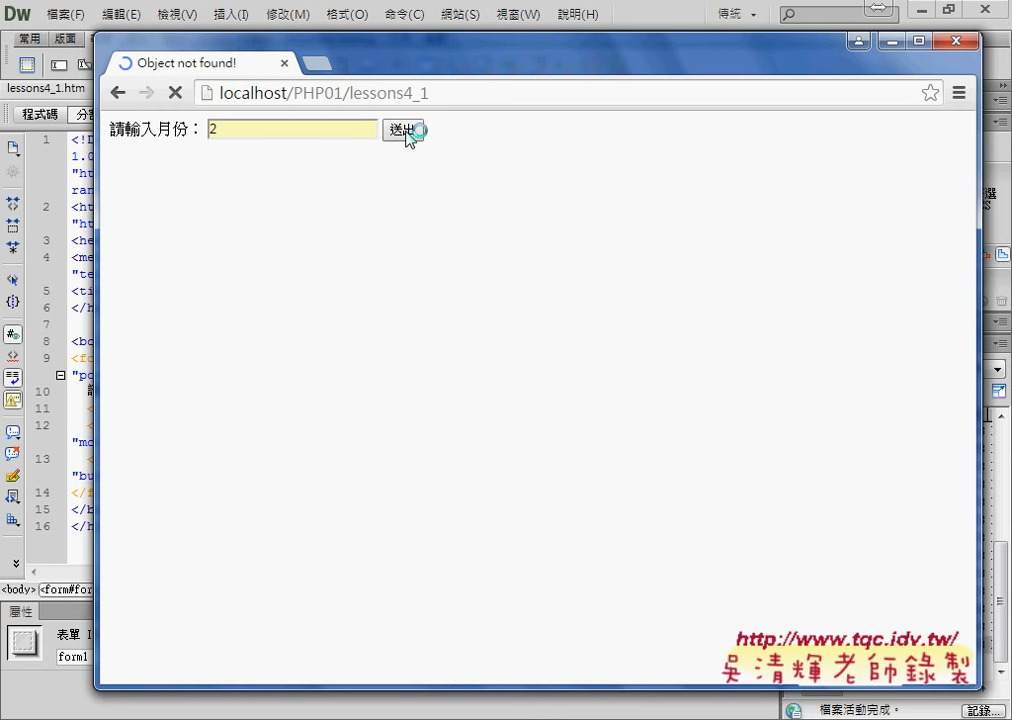 Dw 檔案(F) 編輯(E) 檢視(V) 插入(I) 修改(M) 格式(O) 命令(C) 網站(S) 視窗(W) 說明(H) 傳統
常用 版面
Object not found!
lessons4_1.htm
localhost/PHP01/lessons4_1
程式碼
請輸入月份： 2 送出
1 <!D
1.0
"ht
ran
2 <ht
"ht
3 <he
4 <me
"te
5 <ti
6 </h
7
8 <bo
9 <fo
"po
10
11 <
12 <
"mo
13 <
"bu
14 </f
15 </b
16 </h
<body> <form#for
屬性
表單 I
form1
http://www.tqc.idv.tw/
吳清輝老師錄製
檔案活動完成。 記錄...